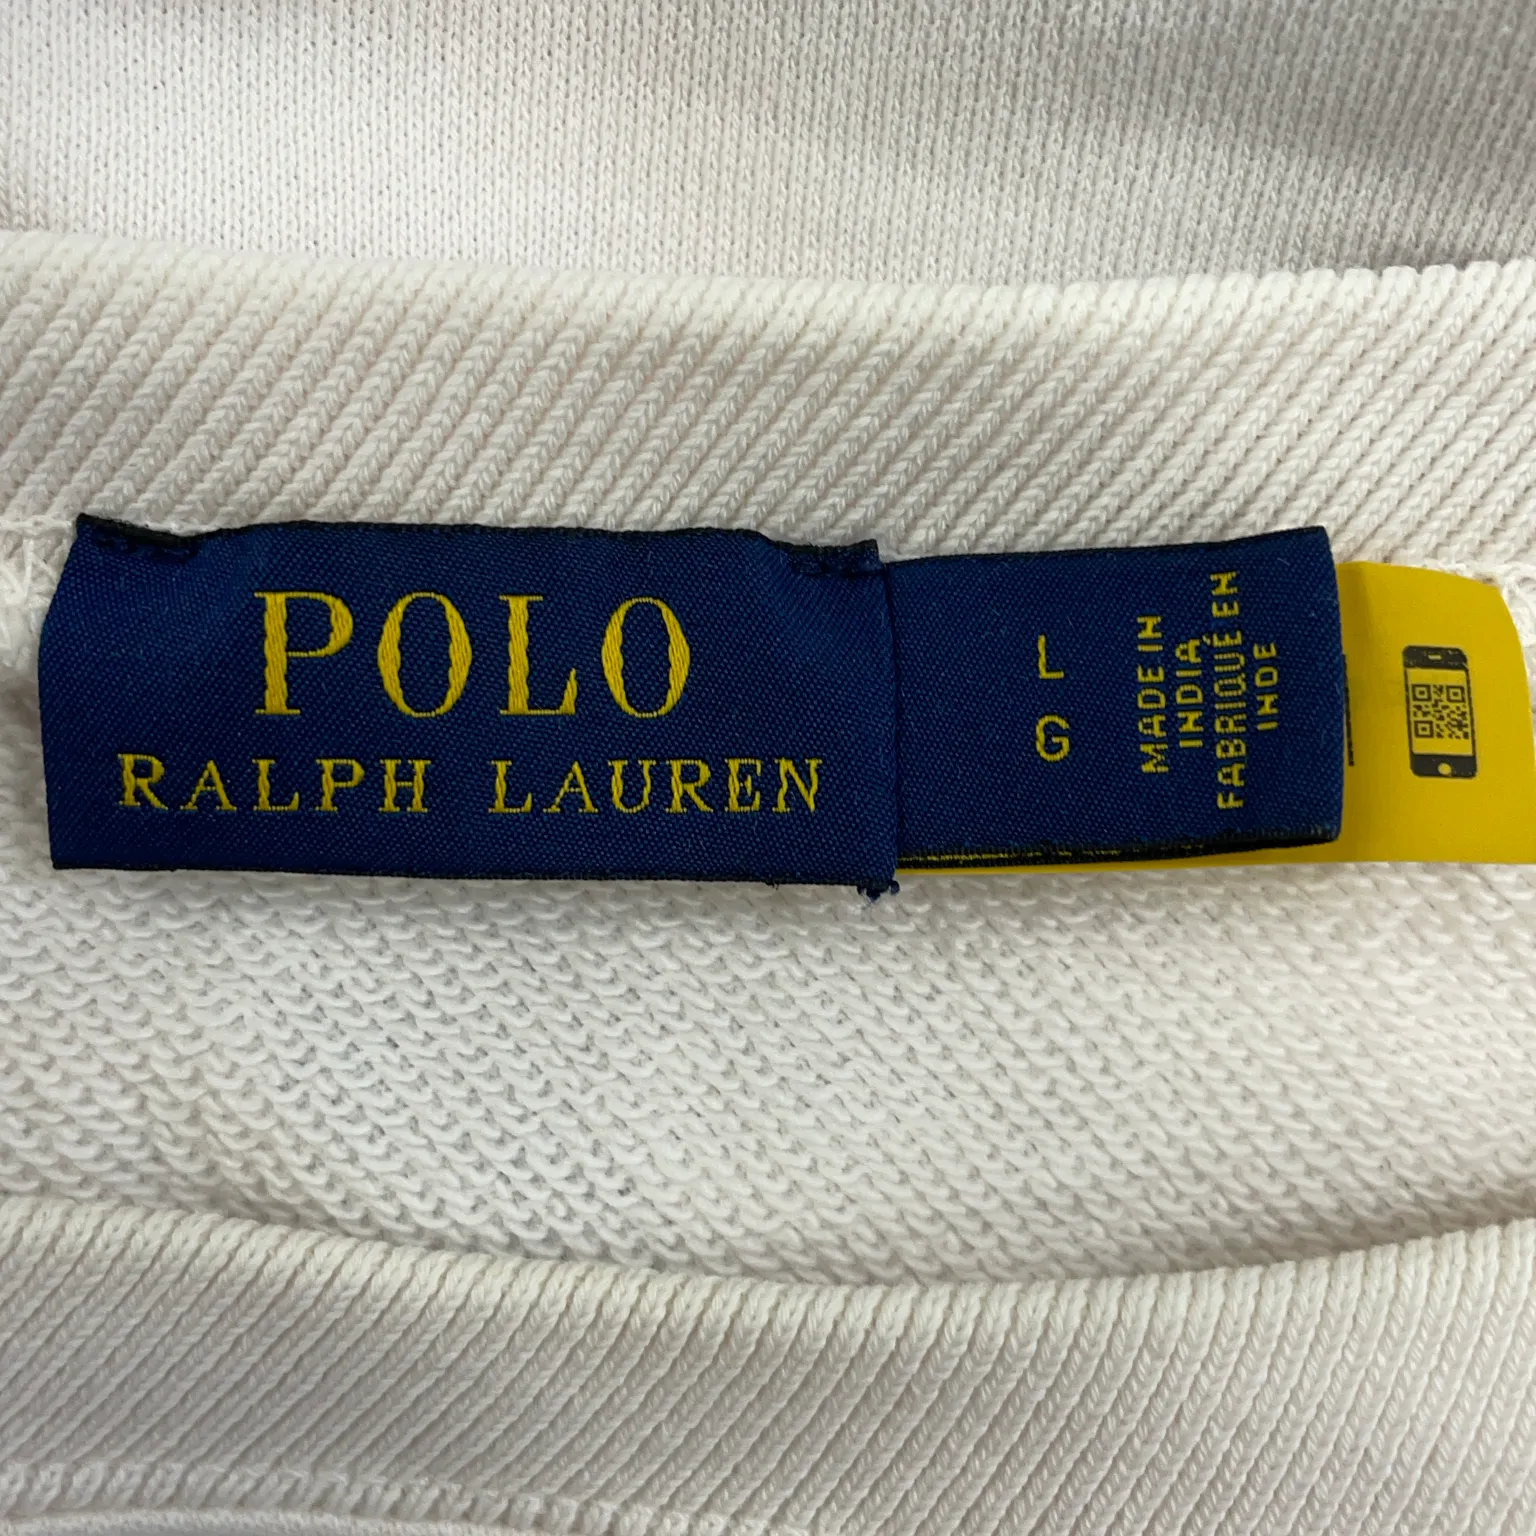 POLO
RALPH LAUREN
L
G
MADE IN
INDIA
FABRIQUÉ EN
INDE